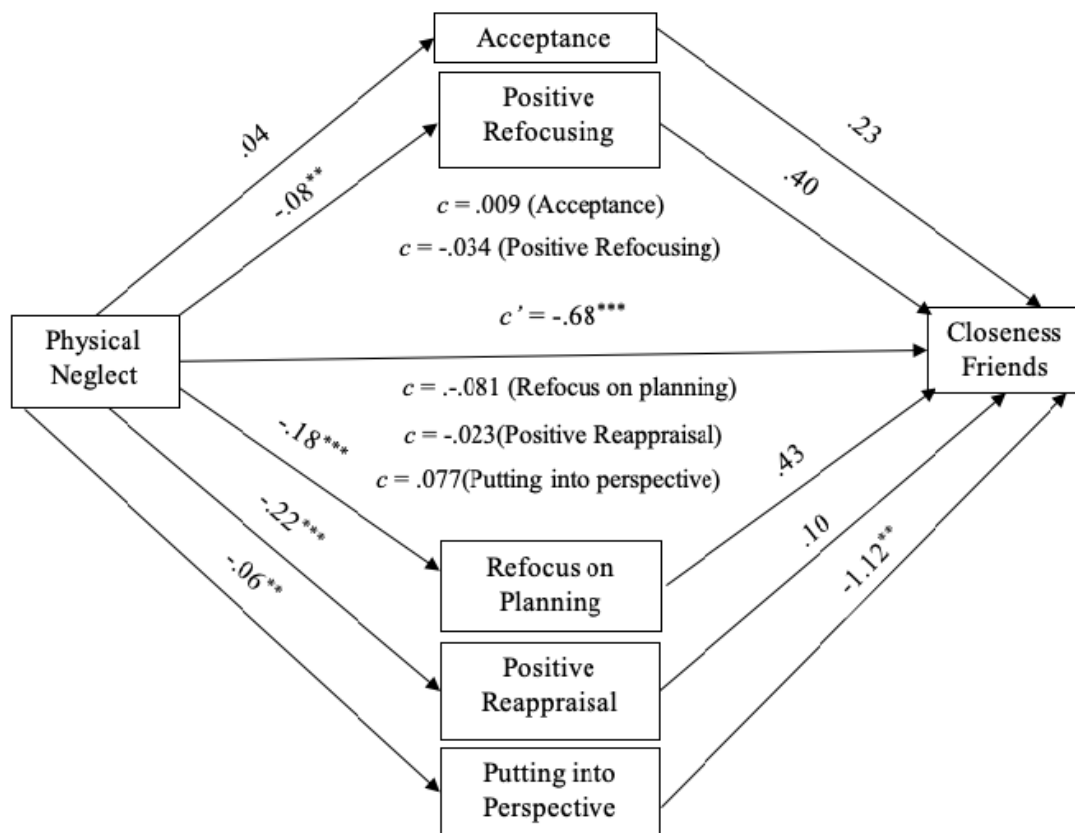 Acceptance
Positive
Refocusing
.04
-.08**
.23
.40
c = .009 (Acceptance)
c = -.034 (Positive Refocusing)
c’ = -.68***
Physical
Neglect
Closeness
Friends
c = .-.081 (Refocus on planning)
c = -.023(Positive Reappraisal)
c = .077(Putting into perspective)
-.18***
-.22***
-.06**
.43
.10
-1.12**
Refocus on
Planning
Positive
Reappraisal
Putting into
Perspective